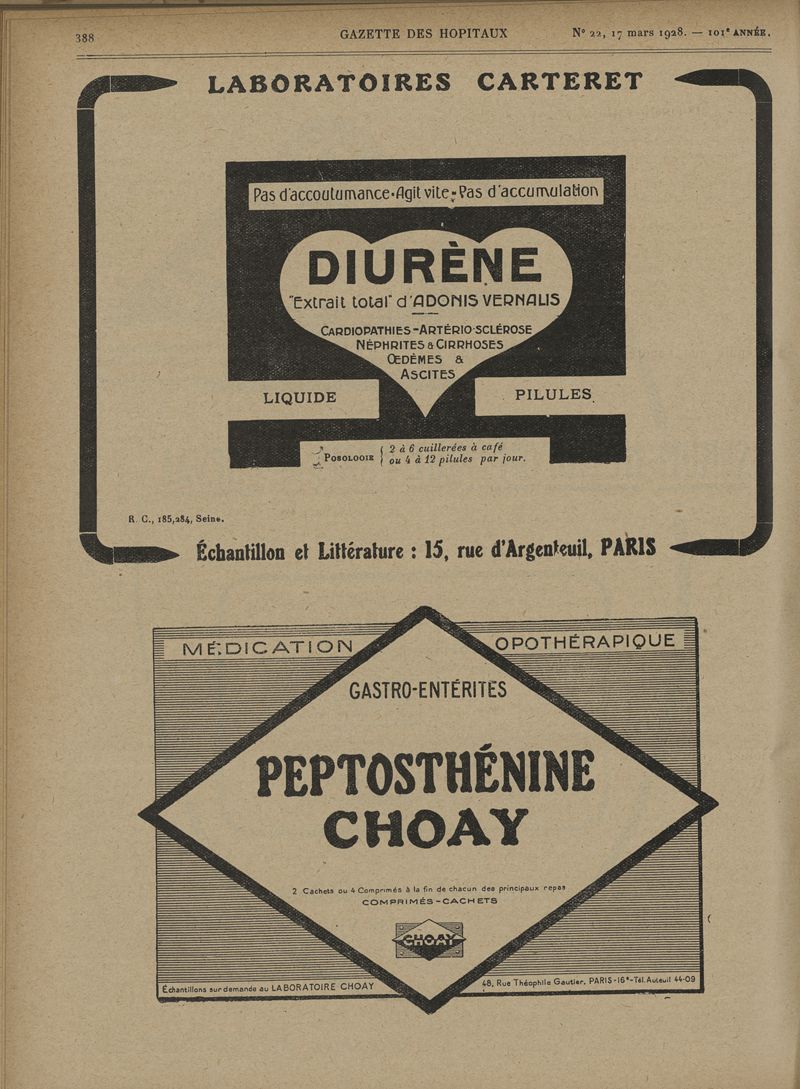 388
GAZETTE DES HOPITAUX
N° 22, 17 mars 1928. — 101e ANNÉE.
LABORATOIRES CARTERET
Pas d'accoutumance • Agit vite • Pas d'accumulation
DIURÈNE
"Extrait total" d'ADONIS VERNALIS
CARDIOPATHIES - ARTÉRIO-SCLÉROSE
NÉPHRITES & CIRRHOSES
ŒDÈMES &
ASCITES
LIQUIDE
PILULES
POSOLOGIE { 2 à 6 cuillerées à café
ou 4 à 12 pilules par jour.
R. C., 185,284, Seine.
Échantillon et Littérature : 15, rue d'Argenteuil, PARIS
MÉDICATION
OPOTHÉRAPIQUE
GASTRO-ENTÉRITES
PEPTOSTHÉNINE
CHOAY
2 Cachets ou 4 Comprimés à la fin de chacun des principaux repas
COMPRIMÉS - CACHETS
CHOAY
Échantillons sur demande au LABORATOIRE CHOAY
48, Rue Théophile Gautier, PARIS-16e - Tél. Auteuil 44-09